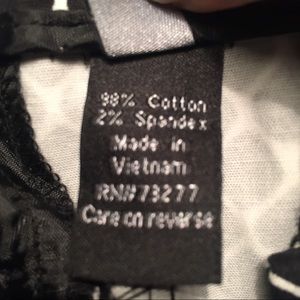 98% Cotton
2% Spandex
Made in
Vietnam
RN#73277
Care on reverse